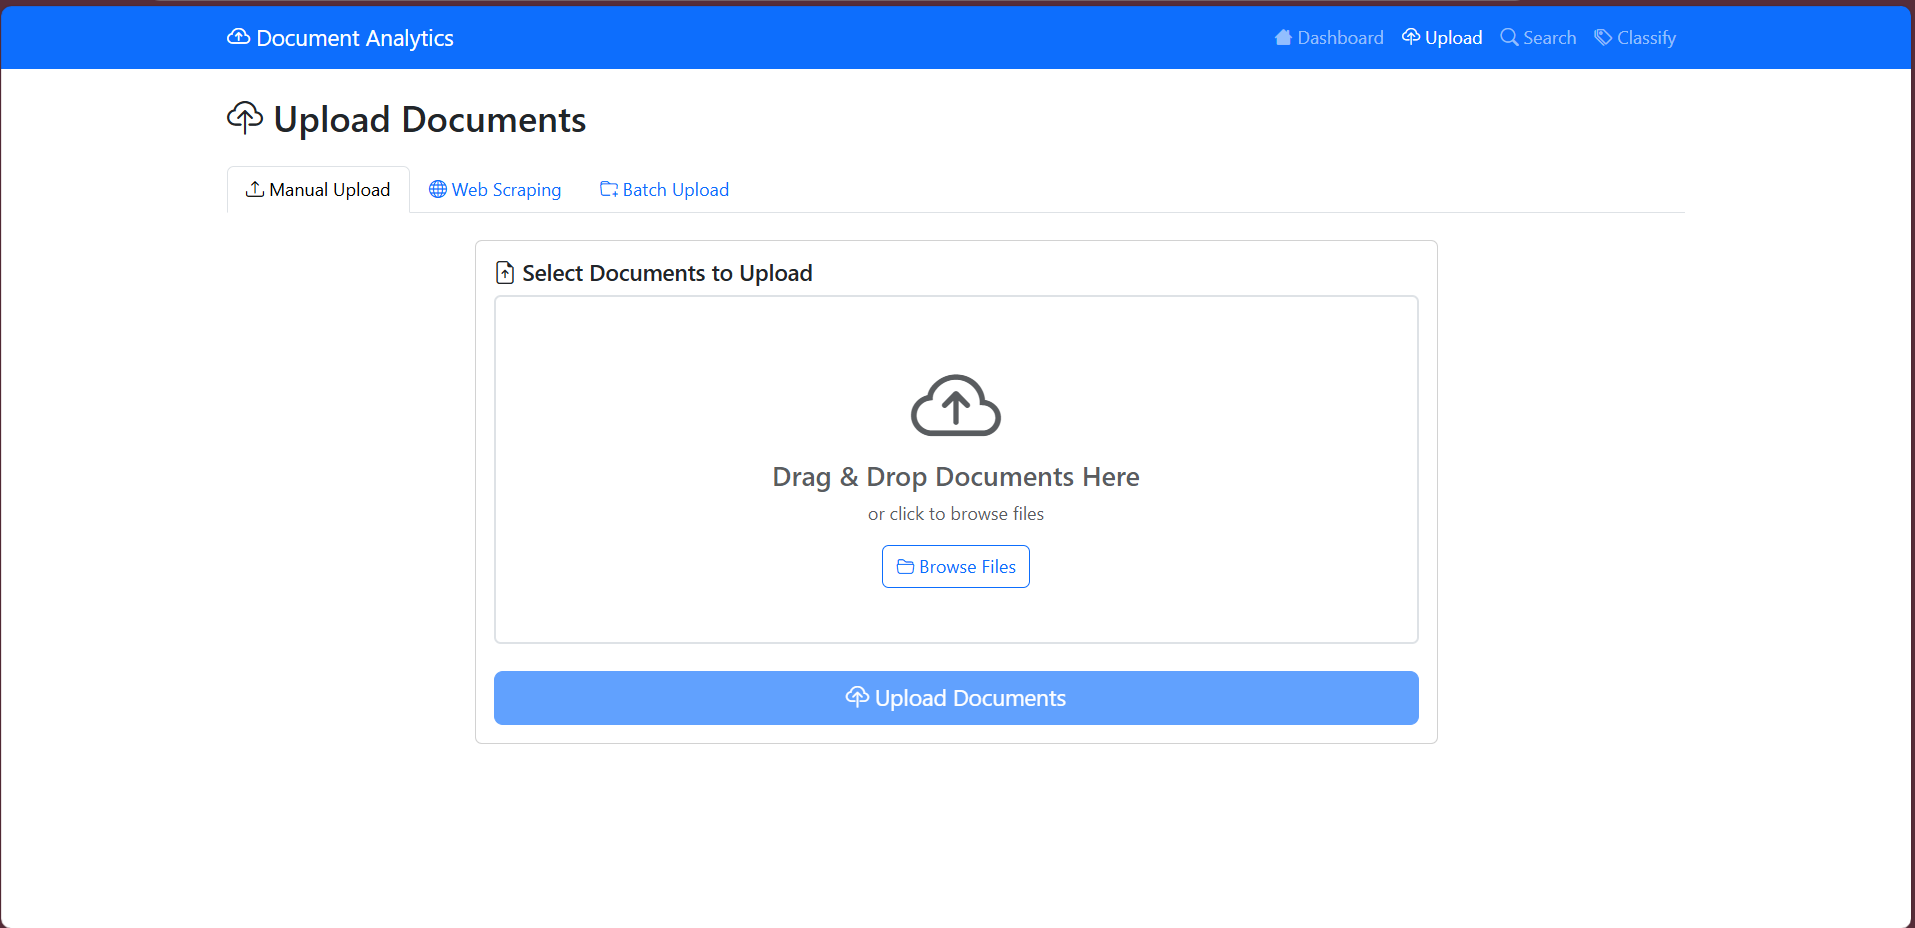 Document Analytics
Dashboard Upload Search Classify
Upload Documents
Manual Upload Web Scraping Batch Upload
Select Documents to Upload
Drag & Drop Documents Here
or click to browse files
Browse Files
Upload Documents